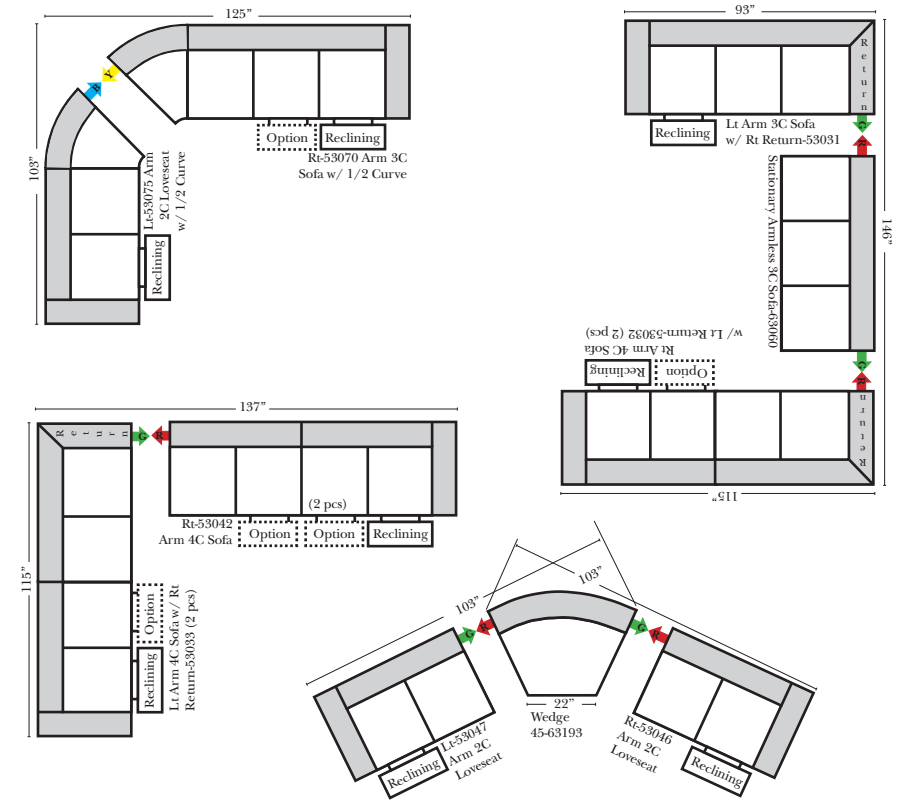 125”
103”
B
Y
Option
Reclining
Rt-53070 Arm 3C
Sofa w/ 1/2 Curve
Lt-53075 Arm
2C Loveseat
w/ 1/2 Curve
Reclining
93”
Return
Reclining
Lt Arm 3C Sofa
w/ Rt Return-53031
G
R
Stationary Armless 3C Sofa-63060
146”
G
R
Rt Arm 4C Sofa
w/ Lt Return-53032 (2 pcs)
Reclining
Option
Return
115”
137”
Return
G
R
(2 pcs)
Rt-53042
Arm 4C Sofa
Option
Option
Reclining
115”
Option
Reclining
Lt Arm 4C Sofa w/ Rt
Return-53033 (2 pcs)
103”
103”
G
R
G
R
22”
Wedge
45-63193
Lt-53047
Arm 2C
Loveseat
Reclining
Rt-53046
Arm 2C
Loveseat
Reclining